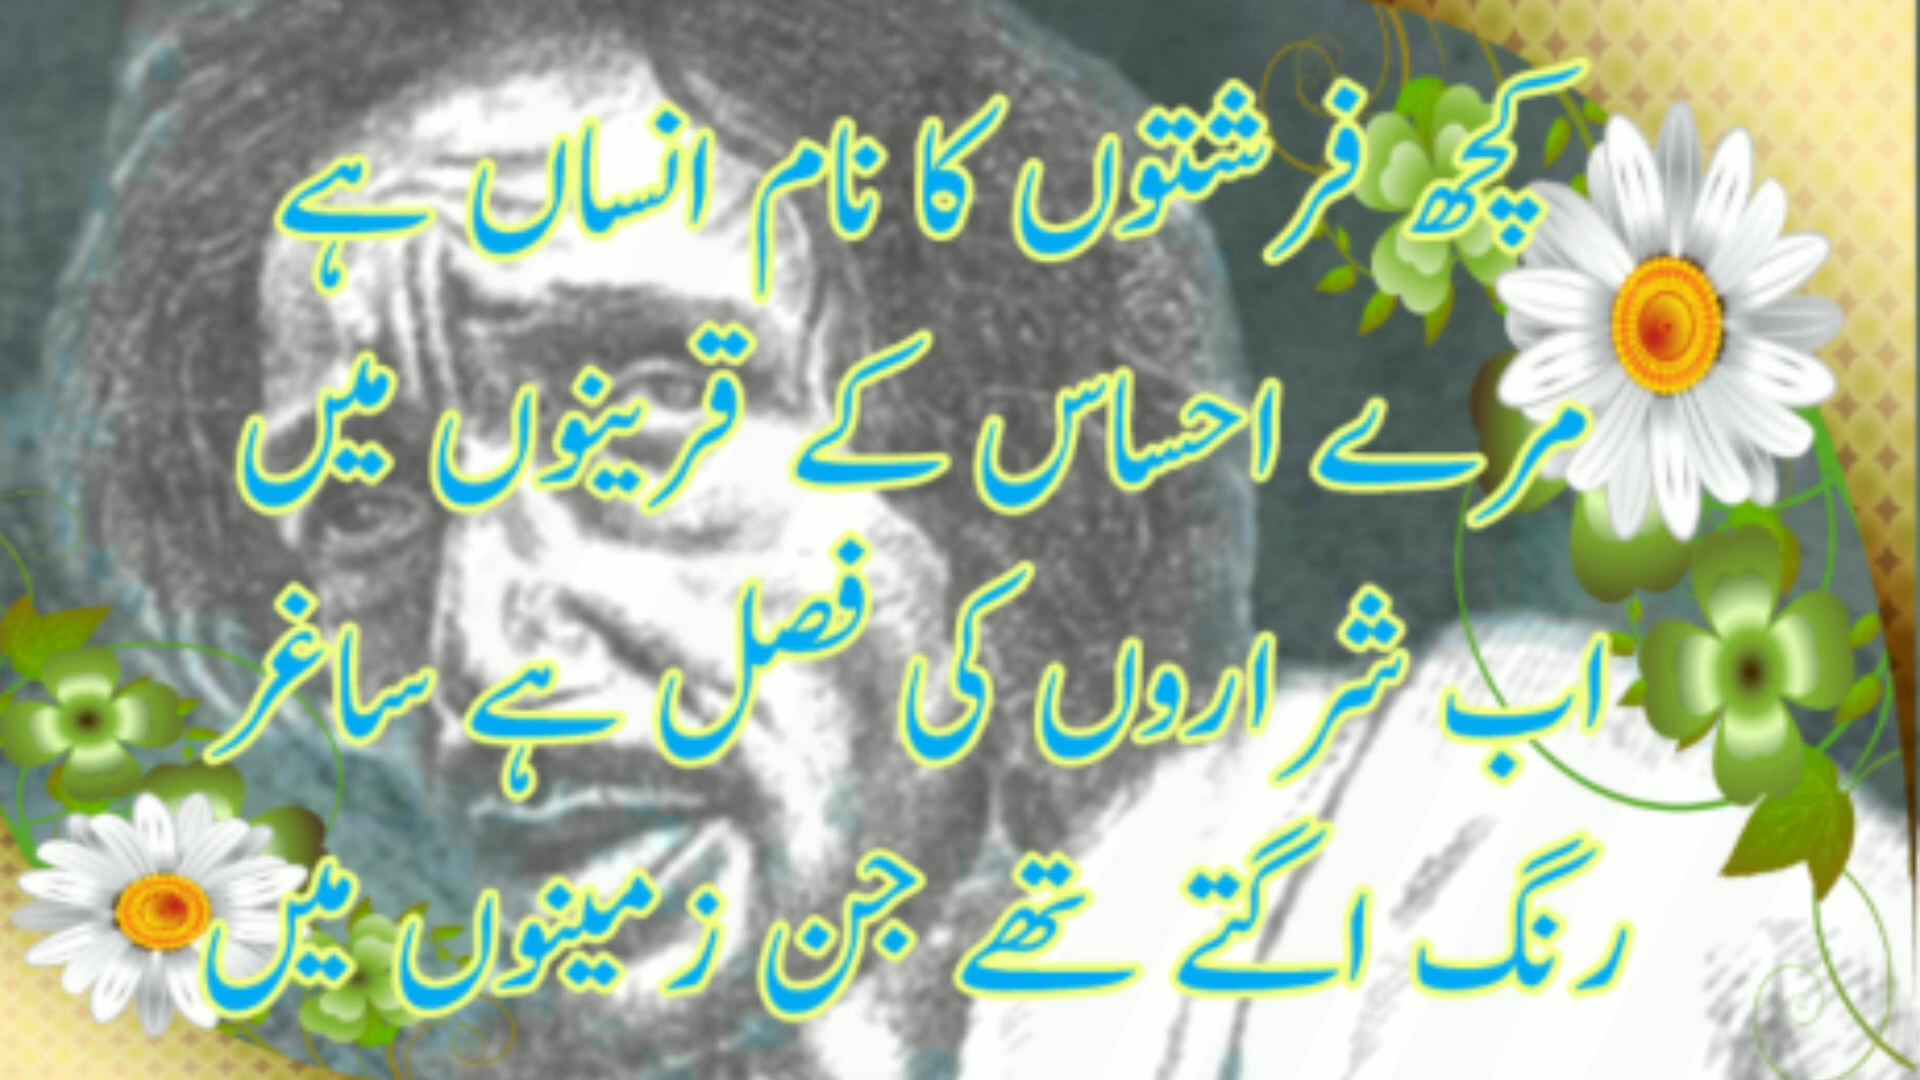 کچھ فرشتوں کا نام انساں ہے
مرے احساس کے قرینوں میں
اب شراروں کی فصل ہے ساغر
رنگ اگتے تھے جن زمینوں میں